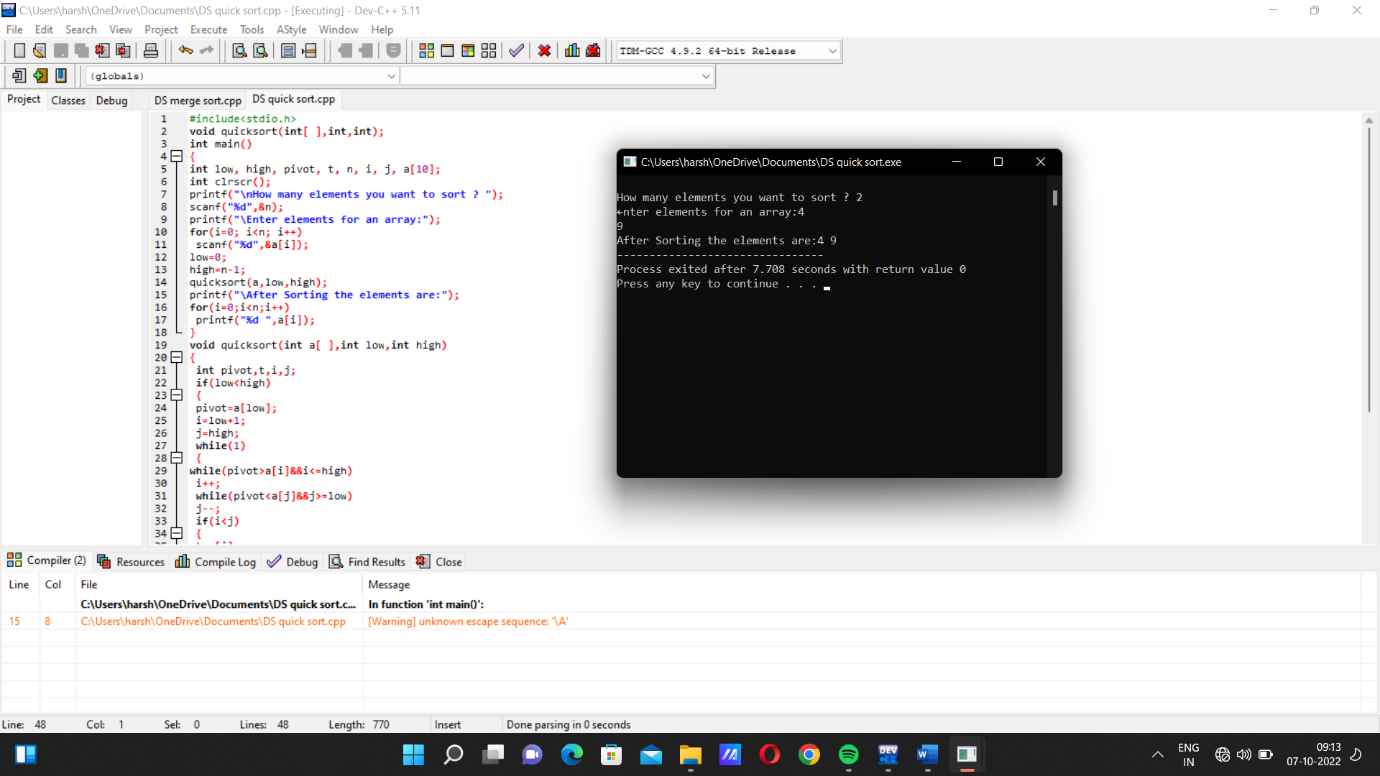 C:\Users\harsh\OneDrive\Documents\DS quick sort.cpp - [Executing] - Dev-C++ 5.11
File Edit Search View Project Execute Tools AStyle Window Help
TDM-GCC 4.9.2 64-bit Release
(globals)
Project Classes Debug
DS merge sort.cpp DS quick sort.cpp
1 #include<stdio.h>
2 void quicksort(int[ ],int,int);
3 int main()
4 {
5 int low, high, pivot, t, n, i, j, a[10];
6 int clrscr();
7 printf("\nHow many elements you want to sort ? ");
8 scanf("%d",&n);
9 printf("\Enter elements for an array:");
10 for(i=0; i<n; i++)
11 scanf("%d",&a[i]);
12 low=0;
13 high=n-1;
14 quicksort(a,low,high);
15 printf("\After Sorting the elements are:");
16 for(i=0;i<n;i++)
17 printf("%d ",a[i]);
18 }
19 void quicksort(int a[ ],int low,int high)
20 {
21 int pivot,t,i,j;
22 if(low<high)
23 {
24 pivot=a[low];
25 i=low+1;
26 j=high;
27 while(1)
28 {
29 while(pivot>a[i]&&i<=high)
30 i++;
31 while(pivot<a[j]&&j>=low)
32 j--;
33 if(i<j)
34 {
C:\Users\harsh\OneDrive\Documents\DS quick sort.exe
How many elements you want to sort ? 2
←nter elements for an array:4
9
After Sorting the elements are:4 9
--------------------------------
Process exited after 7.708 seconds with return value 0
Press any key to continue . . .
Compiler (2) Resources Compile Log Debug Find Results Close
Line Col File Message
C:\Users\harsh\OneDrive\Documents\DS quick sort.c... In function 'int main()':
15 8 C:\Users\harsh\OneDrive\Documents\DS quick sort.cpp [Warning] unknown escape sequence: '\A'
Line: 48 Col: 1 Sel: 0 Lines: 48 Length: 770 Insert Done parsing in 0 seconds
DEV
W
ENG
IN
09:13
07-10-2022